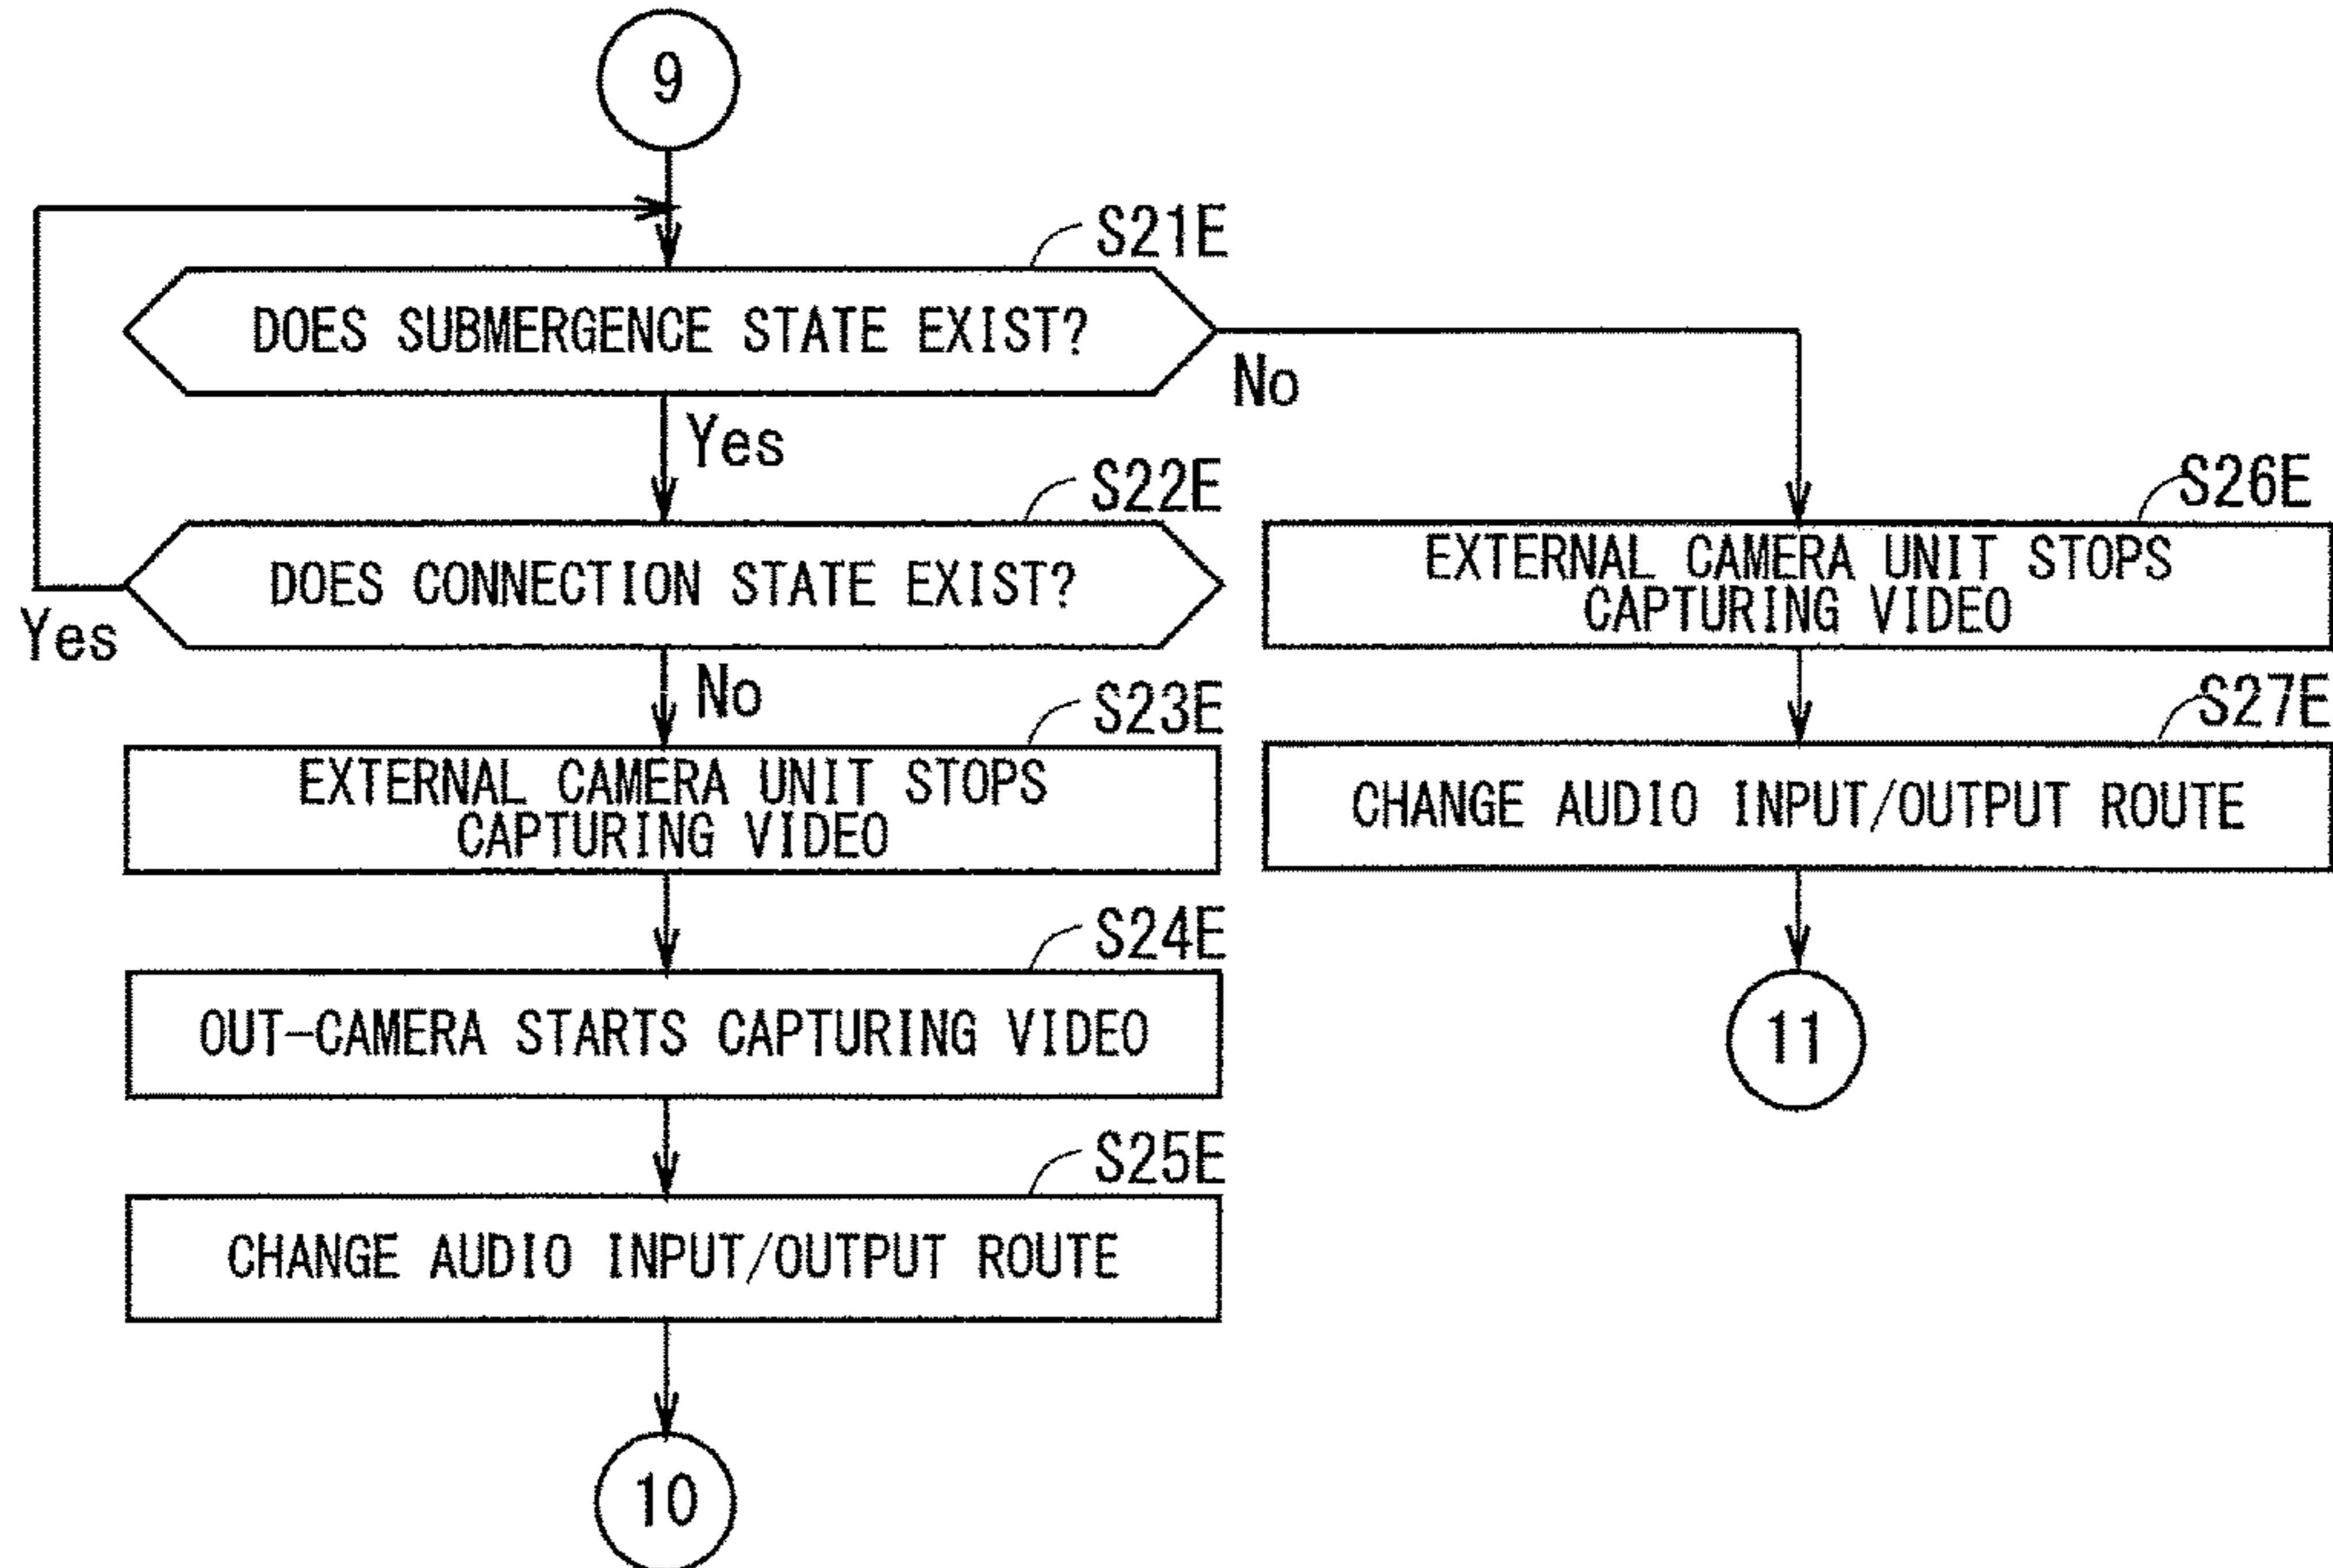 9
S21E
DOES SUBMERGENCE STATE EXIST?
No
Yes
S22E
DOES CONNECTION STATE EXIST?
Yes
No
S23E
EXTERNAL CAMERA UNIT STOPS
CAPTURING VIDEO
S24E
OUT-CAMERA STARTS CAPTURING VIDEO
S25E
CHANGE AUDIO INPUT/OUTPUT ROUTE
10
S26E
EXTERNAL CAMERA UNIT STOPS
CAPTURING VIDEO
S27E
CHANGE AUDIO INPUT/OUTPUT ROUTE
11